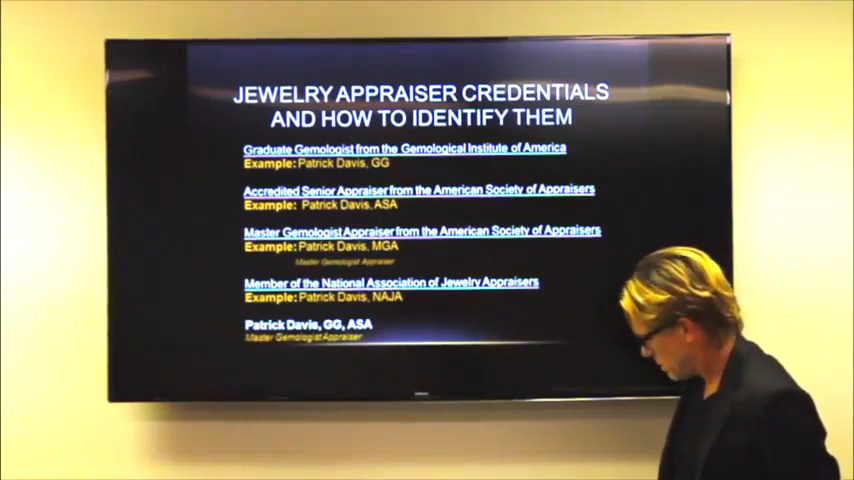 JEWELRY APPRAISER CREDENTIALS
AND HOW TO IDENTIFY THEM
Graduate Gemologist from the Gemological Institute of America
Example: Patrick Davis, GG
Accredited Senior Appraiser from the American Society of Appraisers
Example: Patrick Davis, ASA
Master Gemologist Appraiser from the American Society of Appraisers
Example: Patrick Davis, MGA
Master Gemologist Appraiser
Member of the National Association of Jewelry Appraisers
Example: Patrick Davis, NAJA
Patrick Davis, GG, ASA
Master Gemologist Appraiser